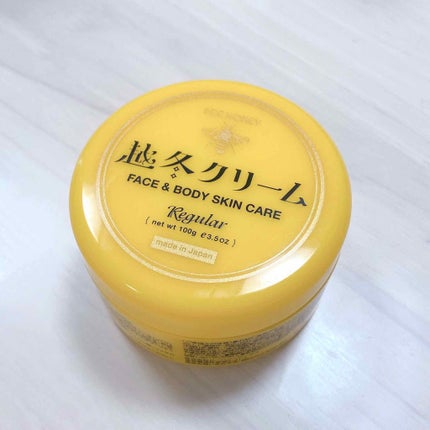 BEE HONEY
越冬クリーム
FACE & BODY SKIN CARE
Regular
( net wt 100g e3.5oz )
made in Japan